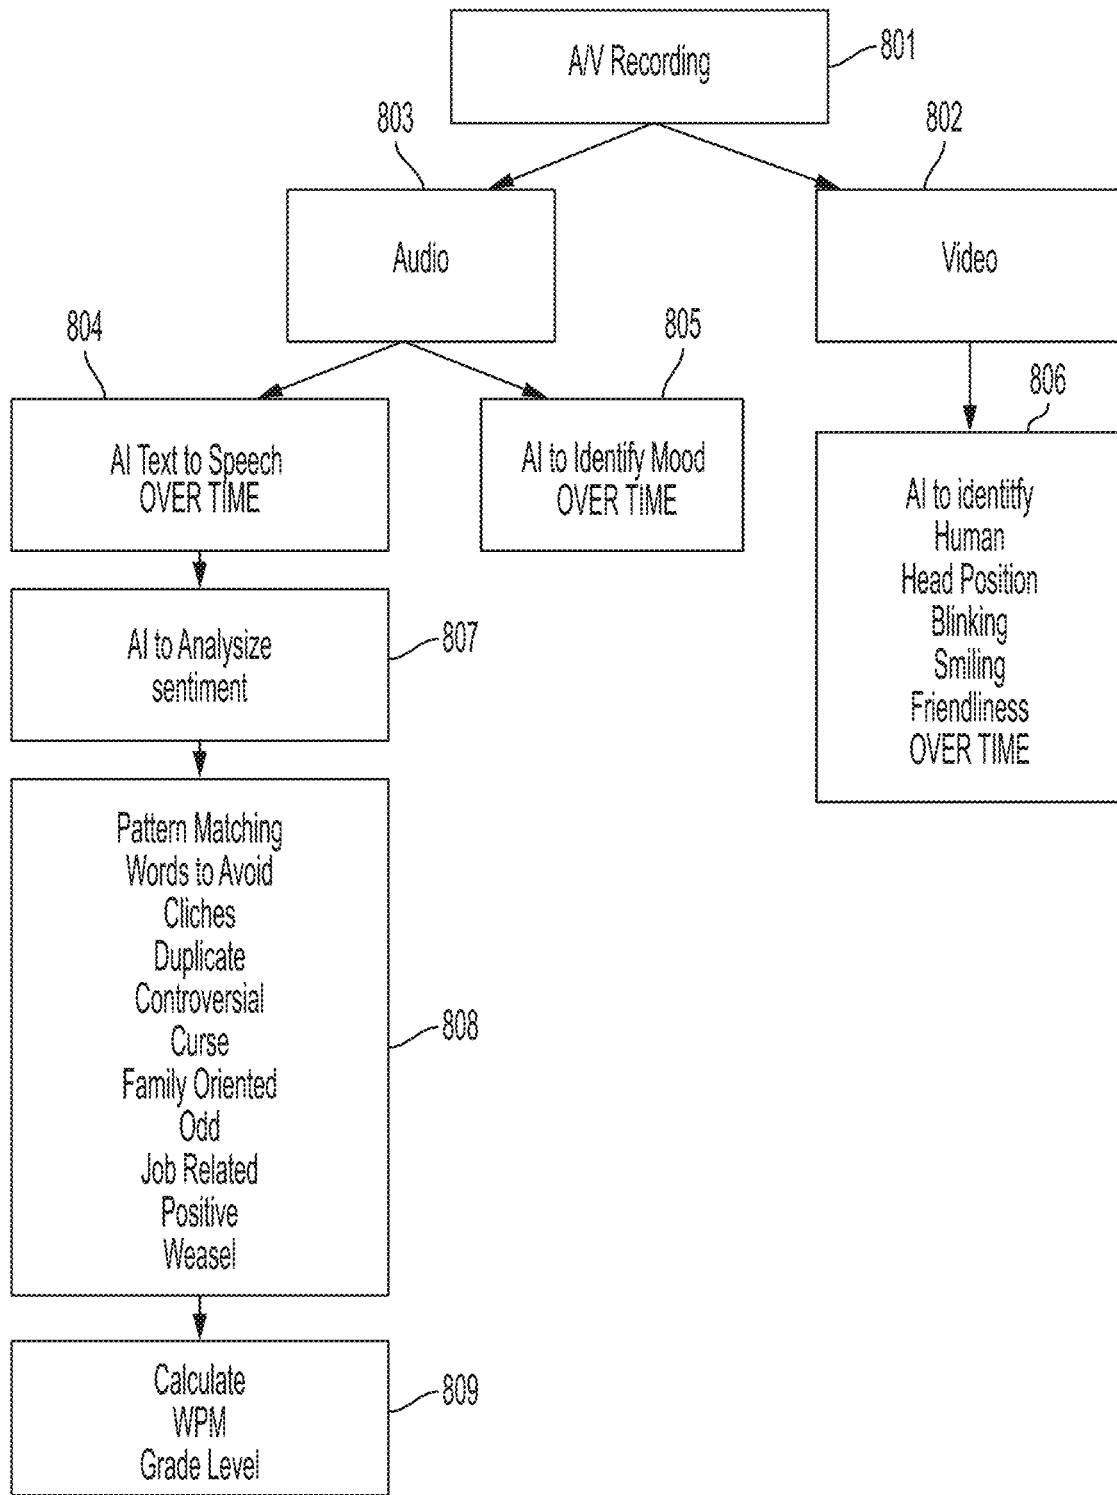 A/V Recording
801
803
802
Audio
Video
804
805
806
AI Text to Speech
OVER TIME
AI to Identify Mood
OVER TIME
AI to identitfy
Human
Head Position
Blinking
Smiling
Friendliness
OVER TIME
AI to Analysize
sentiment
807
Pattern Matching
Words to Avoid
Cliches
Duplicate
Controversial
Curse
Family Oriented
Odd
Job Related
Positive
Weasel
808
Calculate
WPM
Grade Level
809